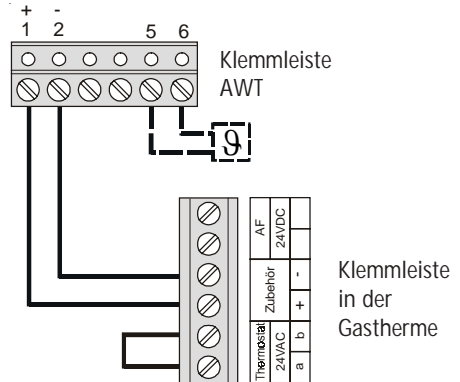 + -
1 2 5 6
Klemmleiste
AWT
ϑ
AF
24VDC
Zubehör
-
+
Thermostat
24VAC
b
a
Klemmleiste
in der
Gastherme